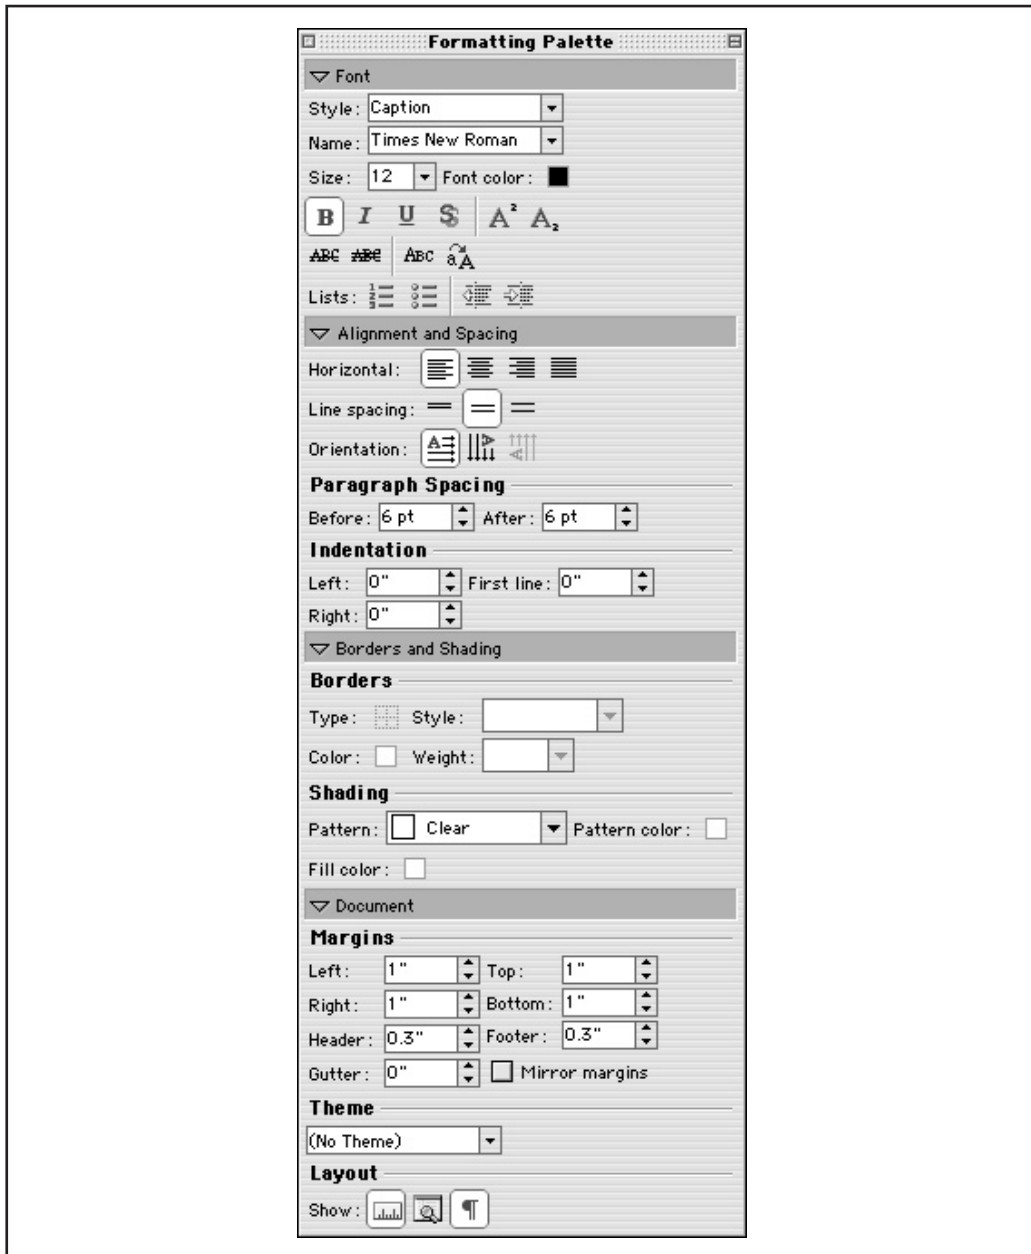 Formatting Palette
Font
Style: Caption
Name: Times New Roman
Size: 12 Font color:
B I U S A² A₂
ABC ABC ABC aA
Lists: 1 2 3
Alignment and Spacing
Horizontal:
Line spacing:
Orientation: A A A
Paragraph Spacing
Before: 6 pt After: 6 pt
Indentation
Left: 0" First line: 0"
Right: 0"
Borders and Shading
Borders
Type: Style:
Color: Weight:
Shading
Pattern: Clear Pattern color:
Fill color:
Document
Margins
Left: 1" Top: 1"
Right: 1" Bottom: 1"
Header: 0.3" Footer: 0.3"
Gutter: 0" Mirror margins
Theme
(No Theme)
Layout
Show: ¶